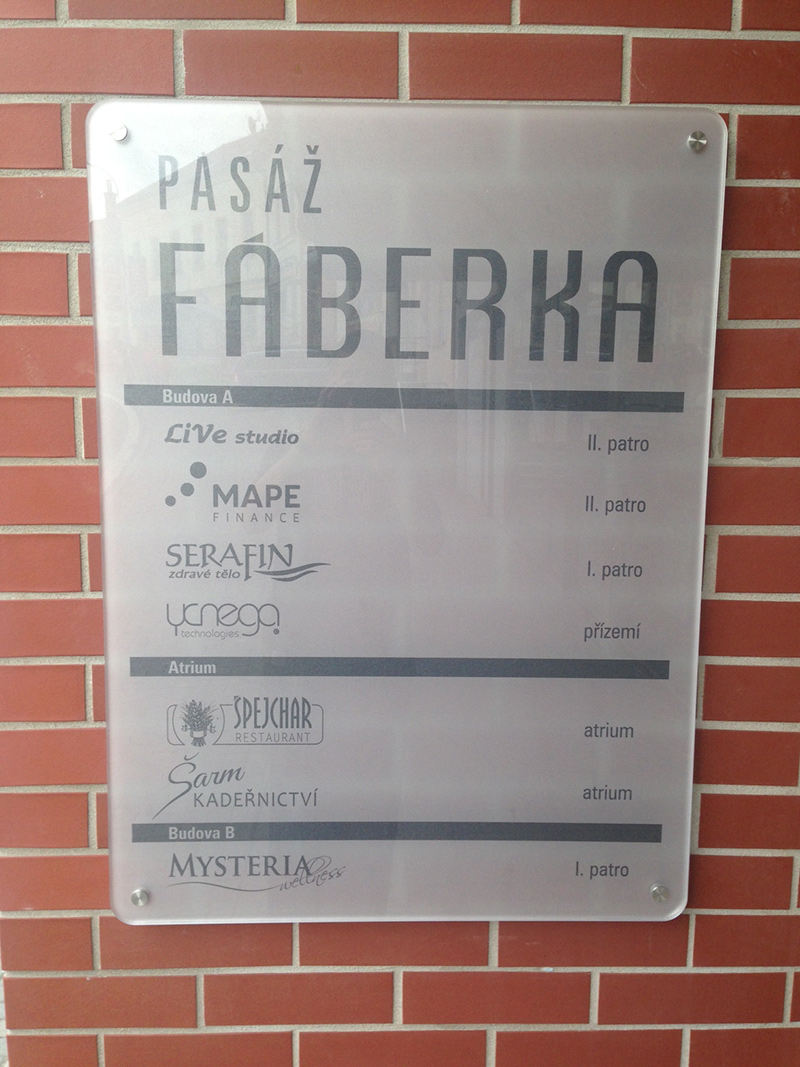 PASÁŽ
FÁBERKA
Budova A
LiVe studio II. patro
MAPE II. patro
FINANCE
SERAFIN I. patro
zdravé tělo
ycnega přízemí
technologies
Atrium
ŠPEJCHAR atrium
RESTAURANT
Šarm atrium
KADEŘNICTVÍ
Budova B
MYSTERIA I. patro
wellness